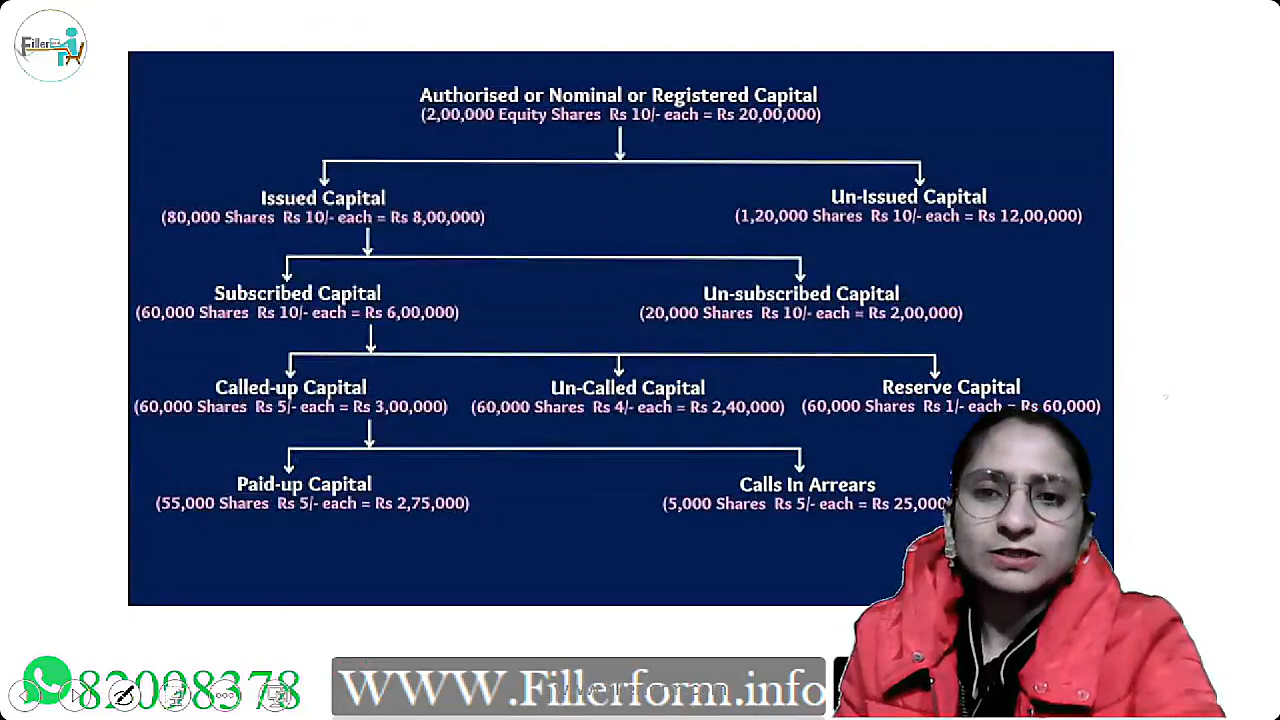 Filler
Authorised or Nominal or Registered Capital
(2,00,000 Equity Shares Rs 10/- each = Rs 20,00,000)
Issued Capital
(80,000 Shares Rs 10/- each = Rs 8,00,000)
Un-Issued Capital
(1,20,000 Shares Rs 10/- each = Rs 12,00,000)
Subscribed Capital
(60,000 Shares Rs 10/- each = Rs 6,00,000)
Un-subscribed Capital
(20,000 Shares Rs 10/- each = Rs 2,00,000)
Called-up Capital
(60,000 Shares Rs 5/- each = Rs 3,00,000)
Un-Called Capital
(60,000 Shares Rs 4/- each = Rs 2,40,000)
Reserve Capital
(60,000 Shares Rs 1/- each = Rs 60,000)
Paid-up Capital
(55,000 Shares Rs 5/- each = Rs 2,75,000)
Calls In Arrears
(5,000 Shares Rs 5/- each = Rs 25,000
82098378
WWW.Fillerform.info